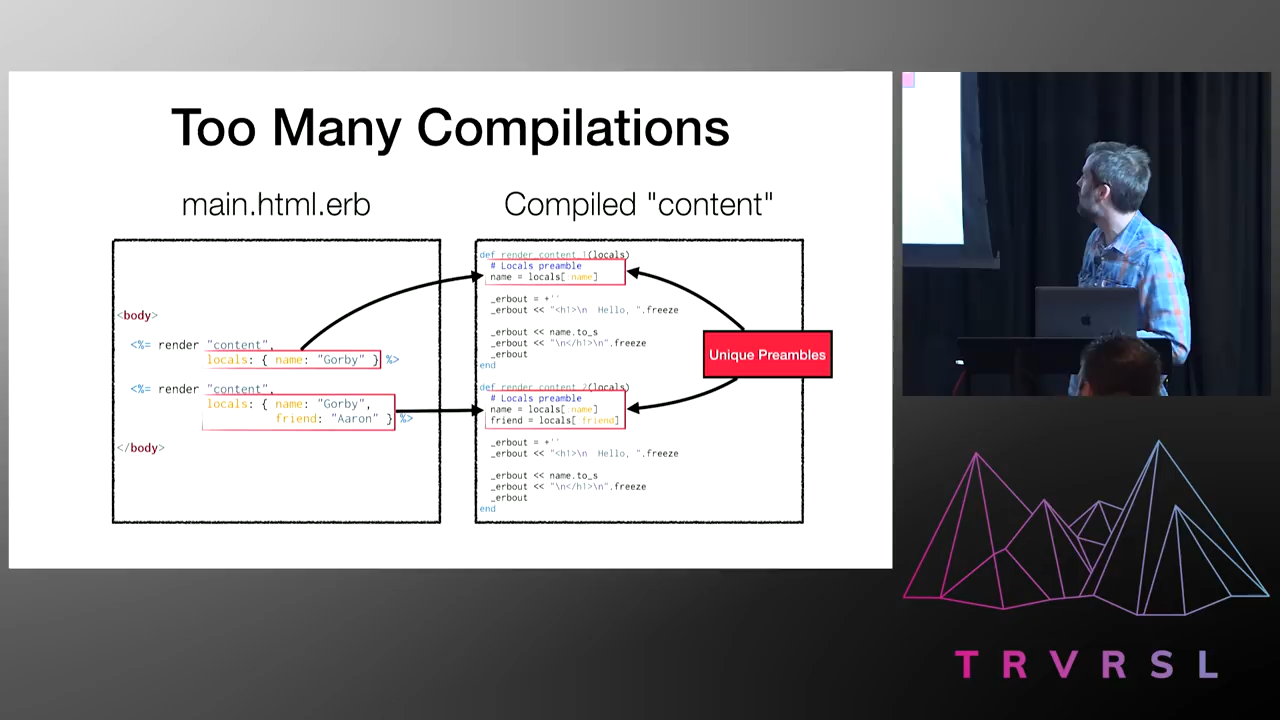 Too Many Compilations
main.html.erb
<body>
<%= render "content",
locals: { name: "Gorby" } %>
<%= render "content",
locals: { name: "Gorby",
friend: "Aaron" } %>
</body>
Compiled "content"
def render_content_1(locals)
# Locals preamble
name = locals[:name]
_erbout = +''
_erbout << "<h1>\n Hello, ".freeze
_erbout << name.to_s
_erbout << "\n</h1>\n".freeze
_erbout
end
def render_content_2(locals)
# Locals preamble
name = locals[:name]
friend = locals[:friend]
_erbout = +''
_erbout << "<h1>\n Hello, ".freeze
_erbout << name.to_s
_erbout << "\n</h1>\n".freeze
_erbout
end
Unique Preambles
TRVRSL